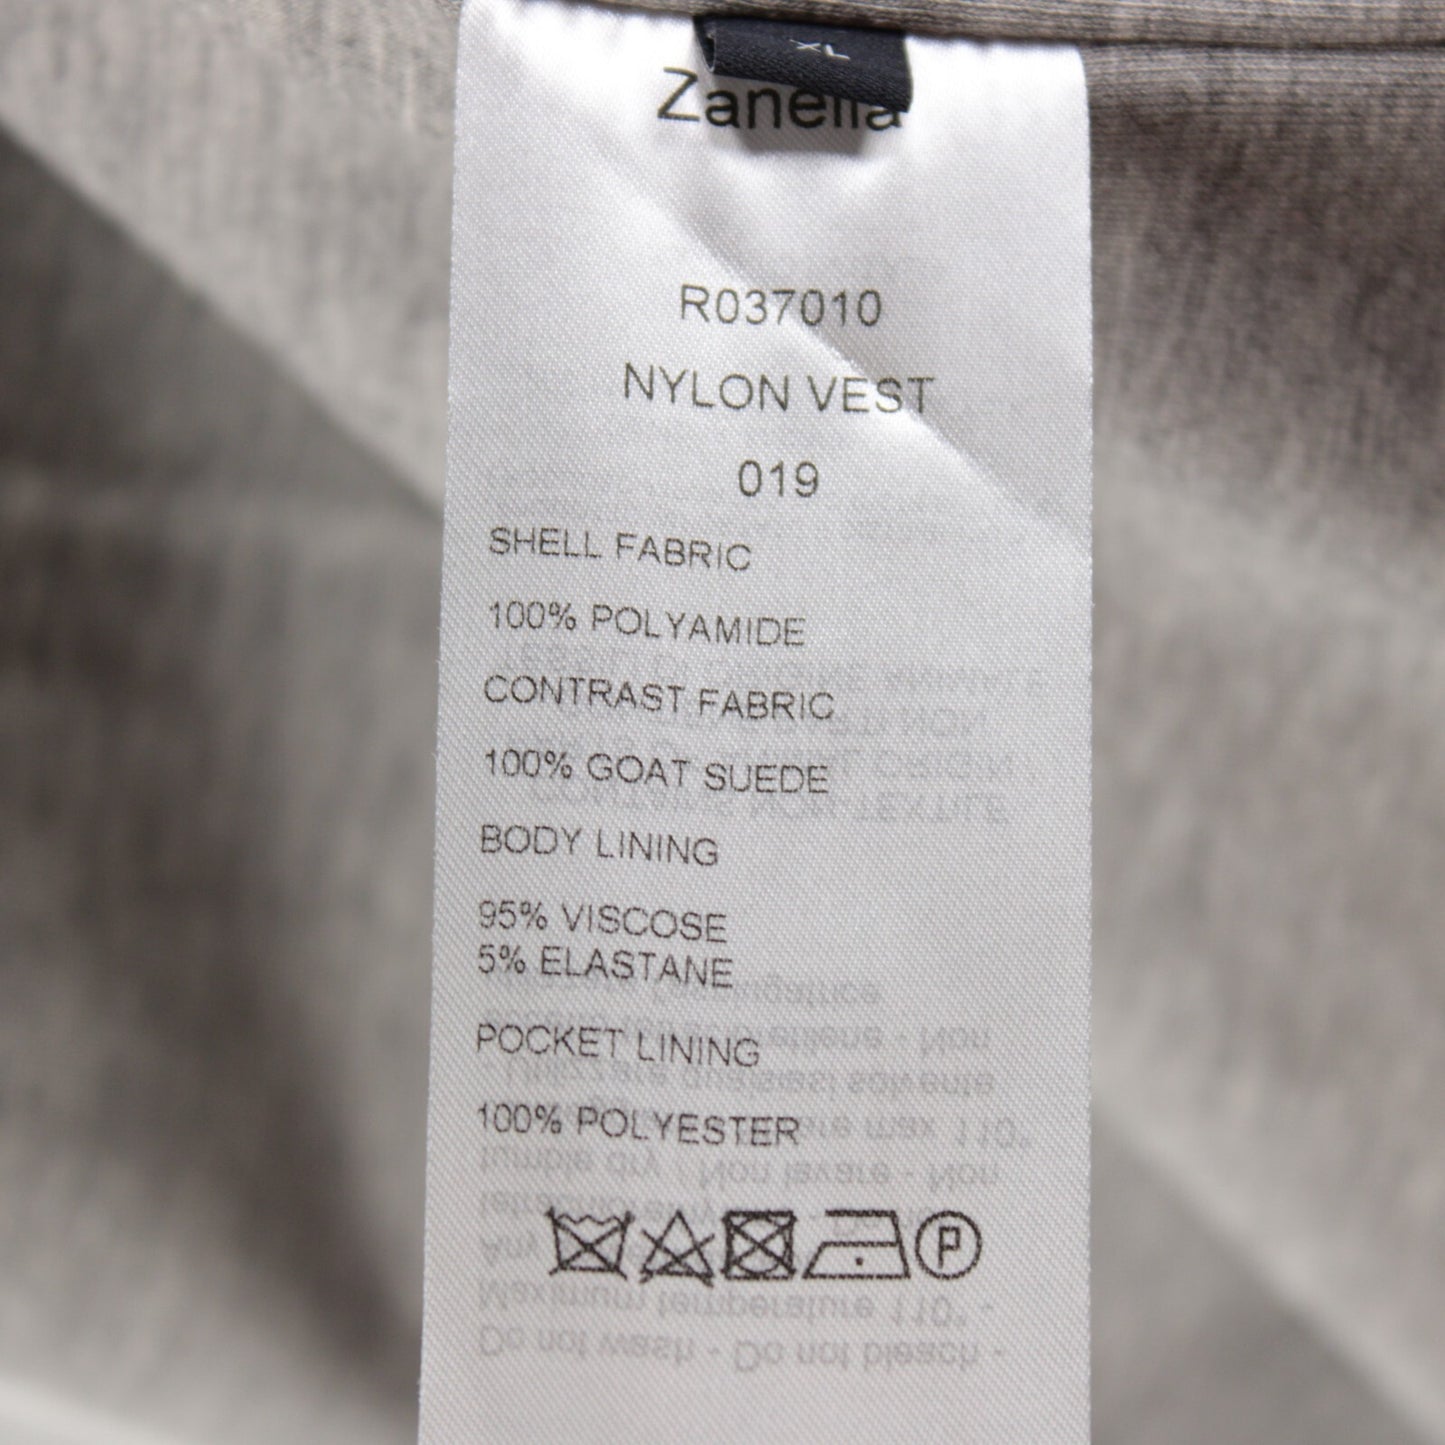 XL
Zanella
R037010
NYLON VEST
019
SHELL FABRIC
100% POLYAMIDE
CONTRAST FABRIC
100% GOAT SUEDE
BODY LINING
95% VISCOSE
5% ELASTANE
POCKET LINING
100% POLYESTER
P